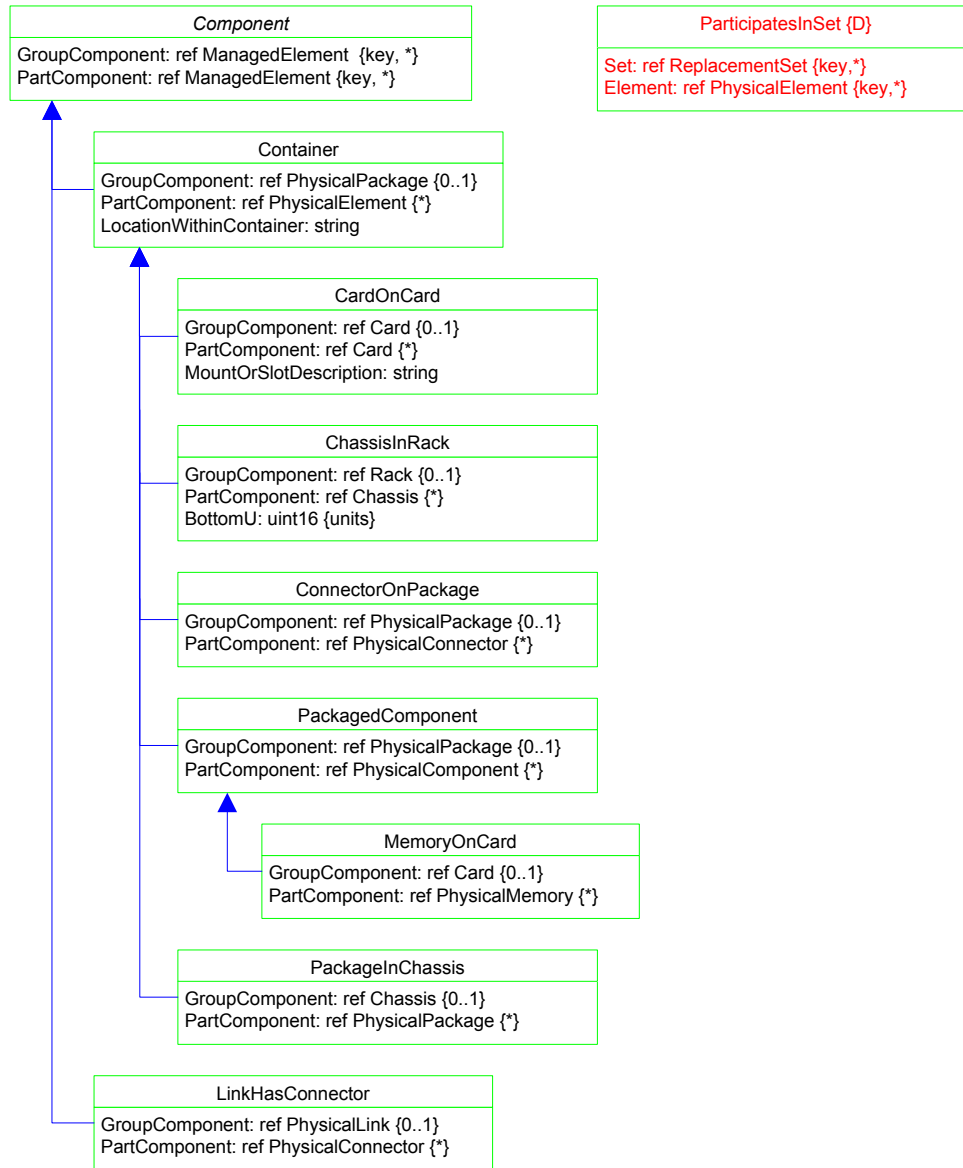 Component
GroupComponent: ref ManagedElement  {key, *}
PartComponent: ref ManagedElement {key, *}
ParticipatesInSet {D}
Set: ref ReplacementSet {key,*}
Element: ref PhysicalElement {key,*}
Container
GroupComponent: ref PhysicalPackage {0..1}
PartComponent: ref PhysicalElement {*}
LocationWithinContainer: string
CardOnCard
GroupComponent: ref Card {0..1}
PartComponent: ref Card {*}
MountOrSlotDescription: string
ChassisInRack
GroupComponent: ref Rack {0..1}
PartComponent: ref Chassis {*}
BottomU: uint16 {units}
ConnectorOnPackage
GroupComponent: ref PhysicalPackage {0..1}
PartComponent: ref PhysicalConnector {*}
PackagedComponent
GroupComponent: ref PhysicalPackage {0..1}
PartComponent: ref PhysicalComponent {*}
MemoryOnCard
GroupComponent: ref Card {0..1}
PartComponent: ref PhysicalMemory {*}
PackageInChassis
GroupComponent: ref Chassis {0..1}
PartComponent: ref PhysicalPackage {*}
LinkHasConnector
GroupComponent: ref PhysicalLink {0..1}
PartComponent: ref PhysicalConnector {*}